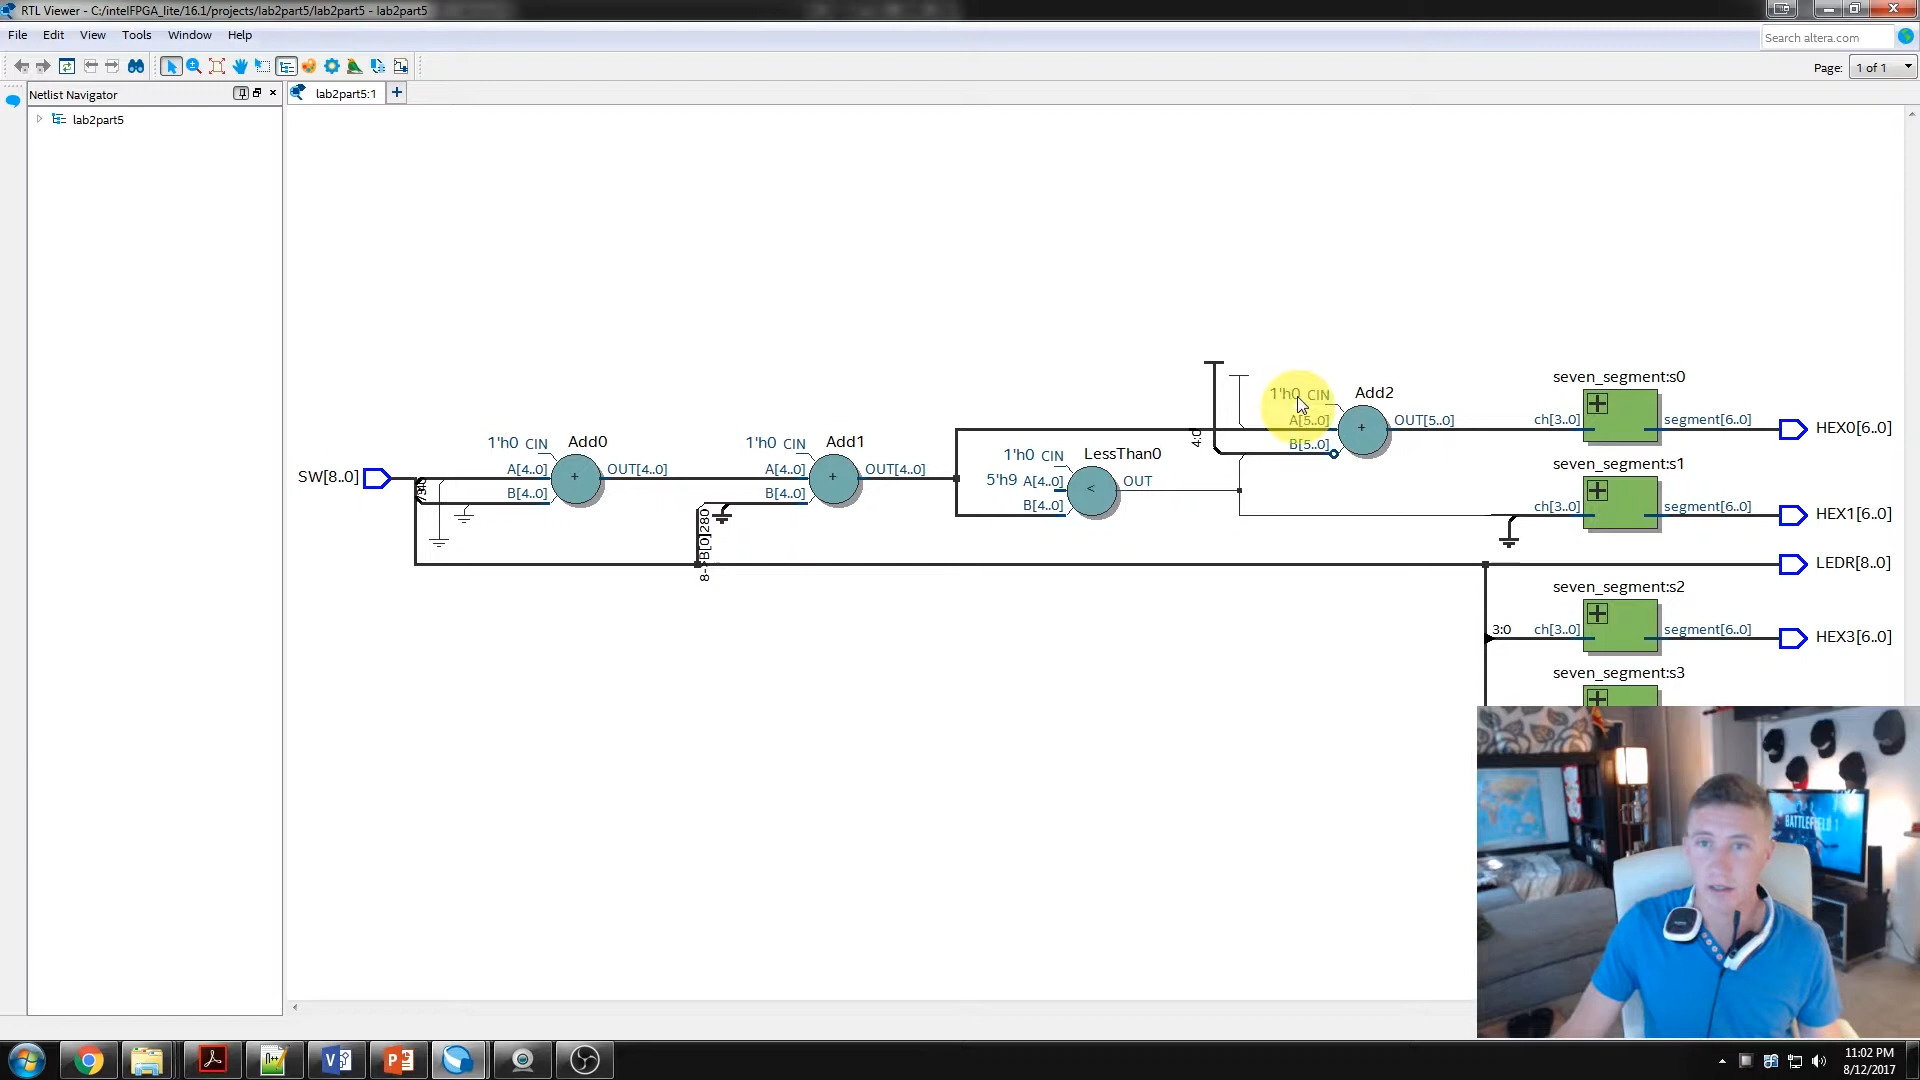 RTL Viewer - C:/intelFPGA_lite/16.1/projects/lab2part5/lab2part5 - lab2part5
File Edit View Tools Window Help
Search altera.com
Page: 1 of 1
Netlist Navigator
lab2part5:1
lab2part5
seven_segment:s0
1'h0 CIN Add2
A[5..0] OUT[5..0] ch[3..0] segment[6..0] HEX0[6..0]
4:0
B[5..0]
1'h0 CIN Add0
1'h0 CIN Add1
1'h0 CIN LessThan0
seven_segment:s1
SW[8..0]
A[4..0] OUT[4..0]
A[4..0] OUT[4..0]
5'h9 A[4..0] OUT
B[4..0]
B[4..0]
B[4..0]
ch[3..0] segment[6..0] HEX1[6..0]
LEDR[8..0]
seven_segment:s2
3:0 ch[3..0] segment[6..0] HEX3[6..0]
seven_segment:s3
BATTLEFIELD 1
11:02 PM
8/12/2017